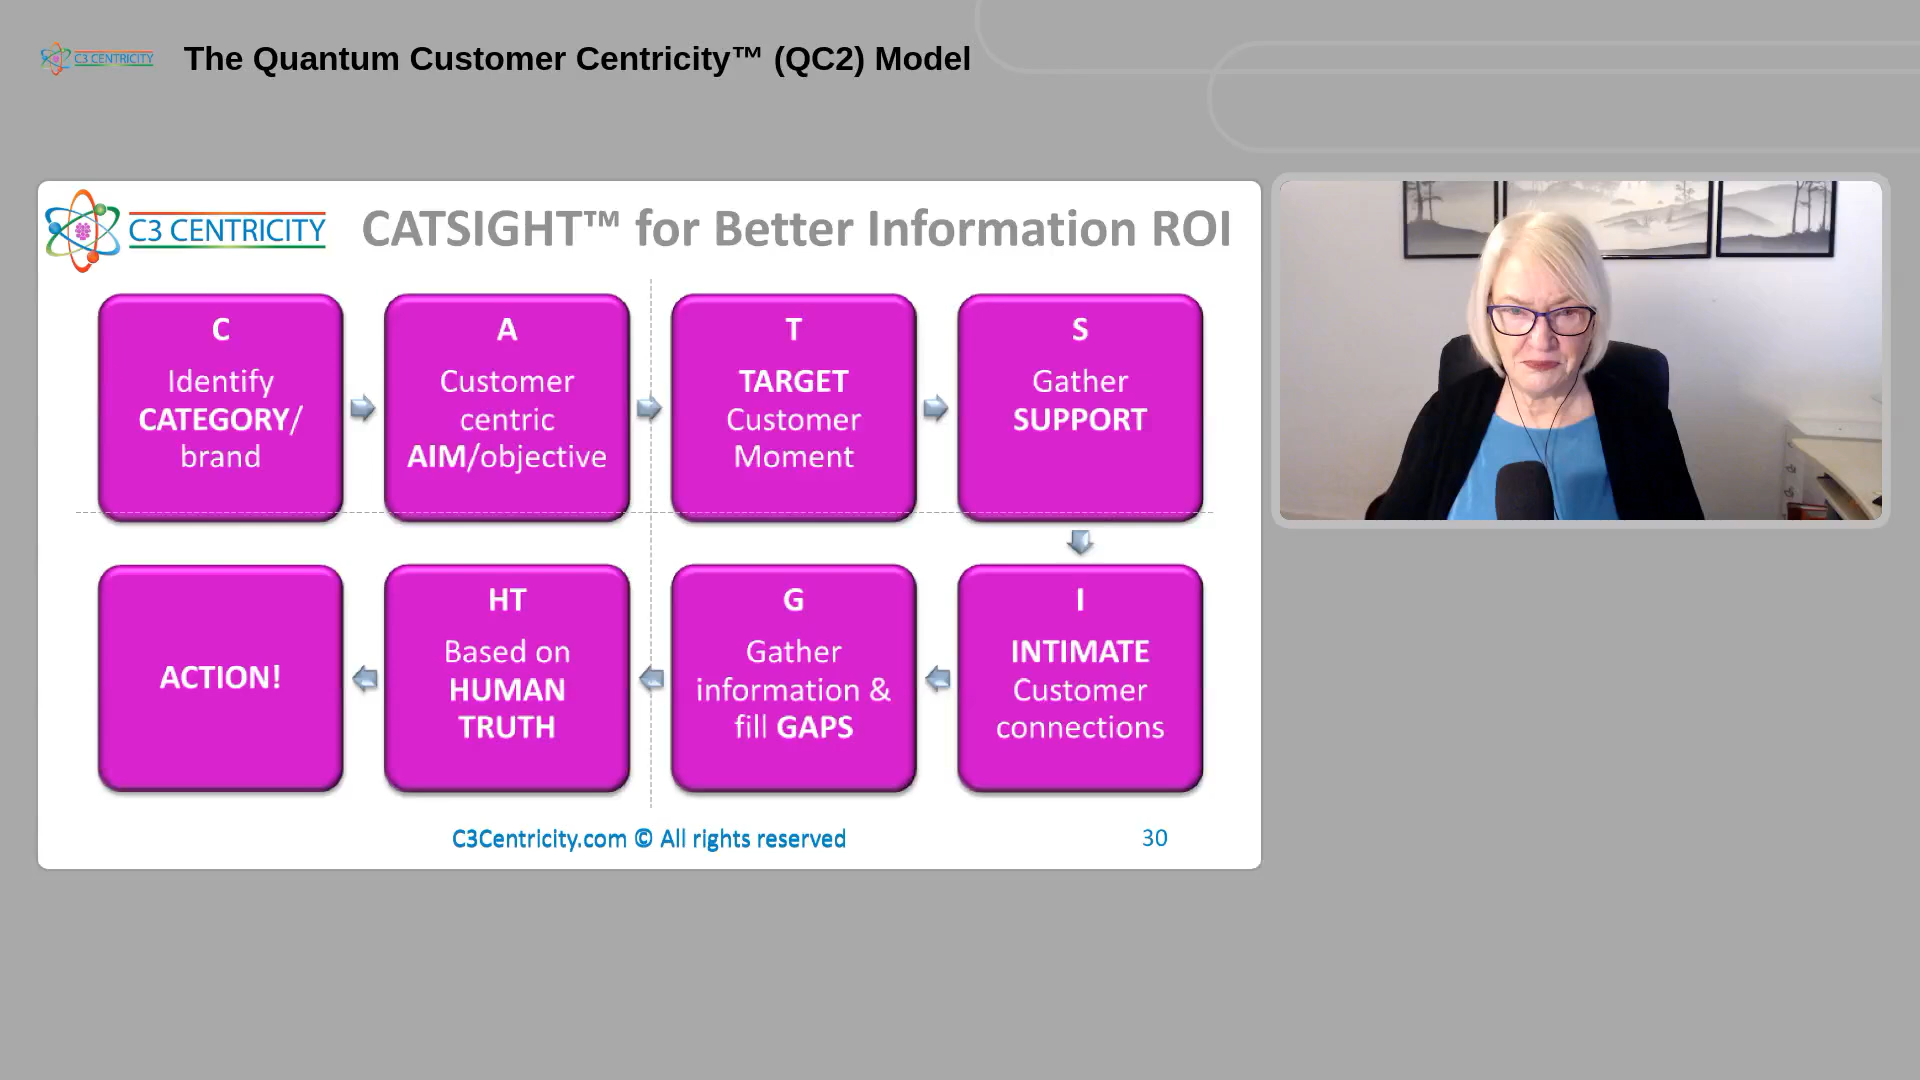 C3 CENTRICITY
The Quantum Customer Centricity™ (QC2) Model
C3 CENTRICITY
CATSIGHT™ for Better Information ROI
C
Identify
CATEGORY/
brand
A
Customer
centric
AIM/objective
T
TARGET
Customer
Moment
S
Gather
SUPPORT
I
INTIMATE
Customer
connections
G
Gather
information &
fill GAPS
HT
Based on
HUMAN
TRUTH
ACTION!
C3Centricity.com © All rights reserved
30